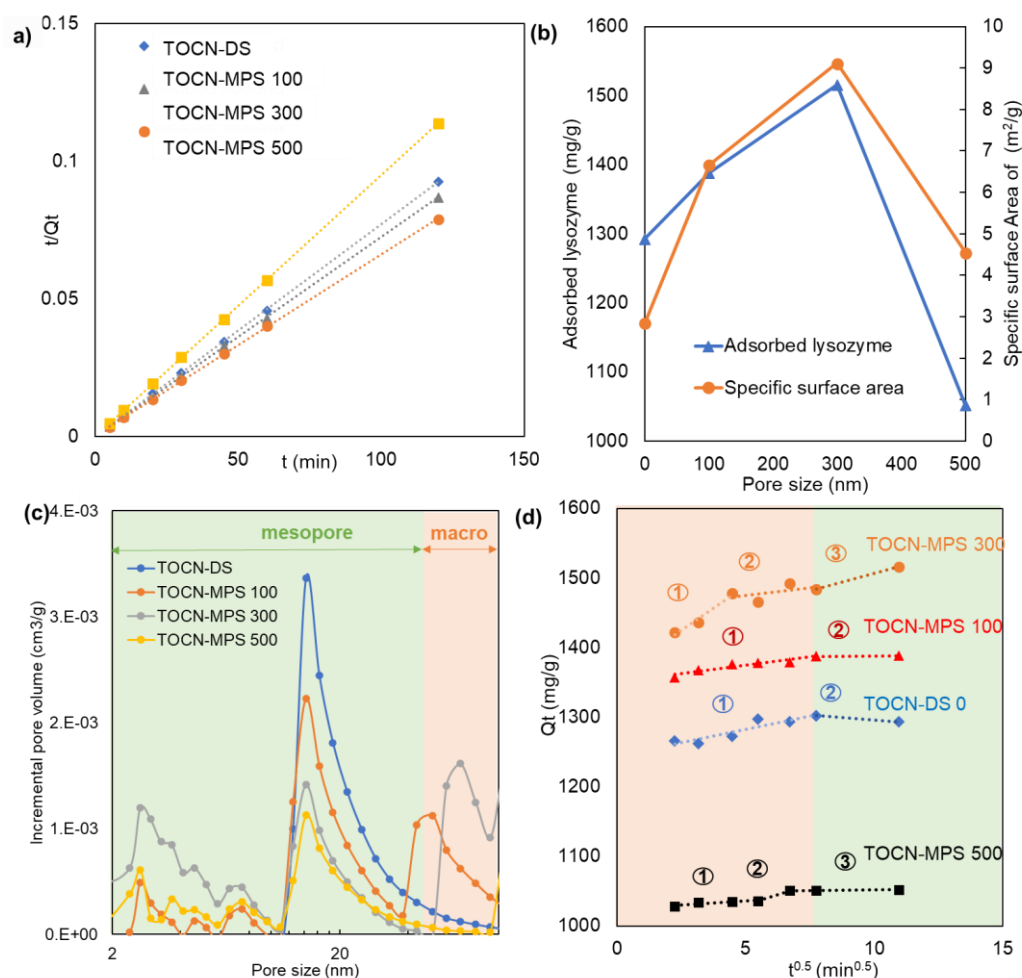 a)
0.15
0.1
0.05
0
t/Qt
0
50
100
150
t (min)
TOCN-DS
TOCN-MPS 100
TOCN-MPS 300
TOCN-MPS 500
(b)
1600
1500
1400
1300
1200
1100
1000
Adsorbed lysozyme (mg/g)
10
9
8
7
6
5
4
3
2
1
0
Specific surface Area of (m²/g)
Adsorbed lysozyme
Specific surface area
0
100
200
300
400
500
Pore size (nm)
(c)
4.E-03
3.E-03
2.E-03
1.E-03
0.E+00
Incremental pore volume (cm3/g)
mesopore
macro
TOCN-DS
TOCN-MPS 100
TOCN-MPS 300
TOCN-MPS 500
2
20
Pore size (nm)
(d)
1600
1500
1400
1300
1200
1100
1000
Qt (mg/g)
① ② ③ TOCN-MPS 300
① ② TOCN-MPS 100
① ② TOCN-DS 0
① ② ③ TOCN-MPS 500
0
5
10
15
t^0.5 (min^0.5)